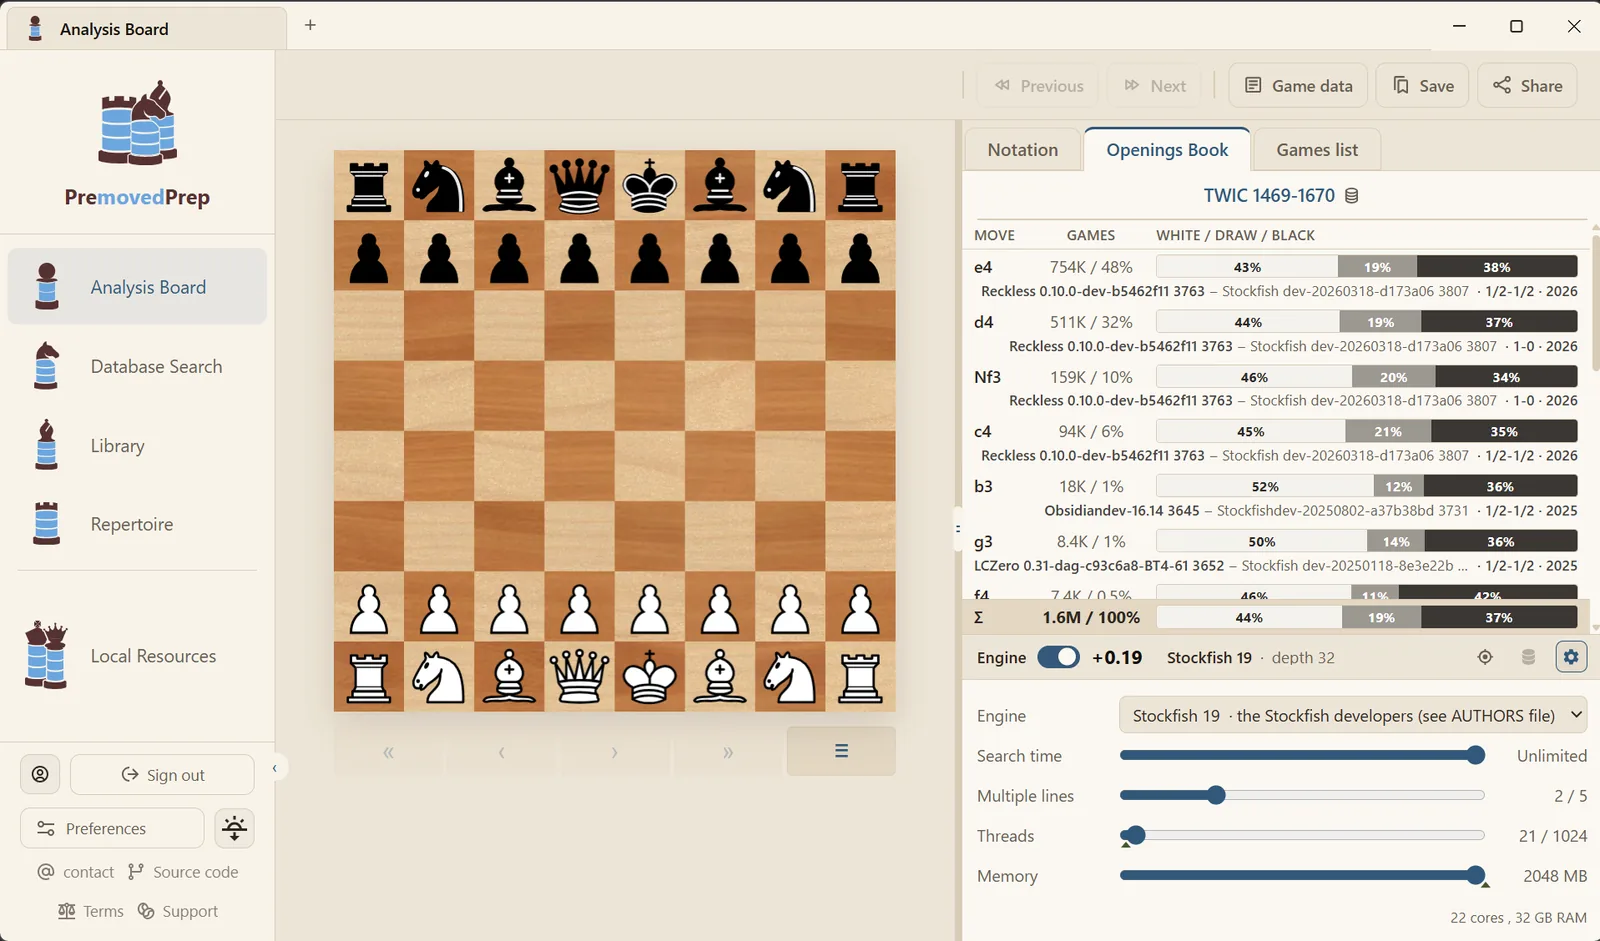 Analysis Board
+
PremovedPrep
Analysis Board
Database Search
Library
Repertoire
Local Resources
Sign out
Preferences
contact
Source code
Terms
Support
Previous
Next
Game data
Save
Share
Notation
Openings Book
Games list
TWIC 1469-1670
MOVE GAMES WHITE / DRAW / BLACK
e4 754K / 48% 43% 19% 38%
Reckless 0.10.0-dev-b5462f11 3763 – Stockfish dev-20260318-d173a06 3807 · 1/2-1/2 · 2026
d4 511K / 32% 44% 19% 37%
Reckless 0.10.0-dev-b5462f11 3763 – Stockfish dev-20260318-d173a06 3807 · 1-0 · 2026
Nf3 159K / 10% 46% 20% 34%
Reckless 0.10.0-dev-b5462f11 3763 – Stockfish dev-20260318-d173a06 3807 · 1-0 · 2026
c4 94K / 6% 45% 21% 35%
Reckless 0.10.0-dev-b5462f11 3763 – Stockfish dev-20260318-d173a06 3807 · 1/2-1/2 · 2026
b3 18K / 1% 52% 12% 36%
Obsidiandev-16.14 3645 – Stockfishdev-20250802-a37b38bd 3731 · 1/2-1/2 · 2025
g3 8.4K / 1% 50% 14% 36%
LCZero 0.31-dag-c93c6a8-BT4-61 3652 – Stockfish dev-20250118-8e3e22b ... · 1/2-1/2 · 2025
f4 7.4K / 0.5% 46% 11% 42%
Σ 1.6M / 100% 44% 19% 37%
Engine +0.19 Stockfish 19 · depth 32
Engine Stockfish 19 · the Stockfish developers (see AUTHORS file)
Search time Unlimited
Multiple lines 2 / 5
Threads 21 / 1024
Memory 2048 MB
22 cores , 32 GB RAM